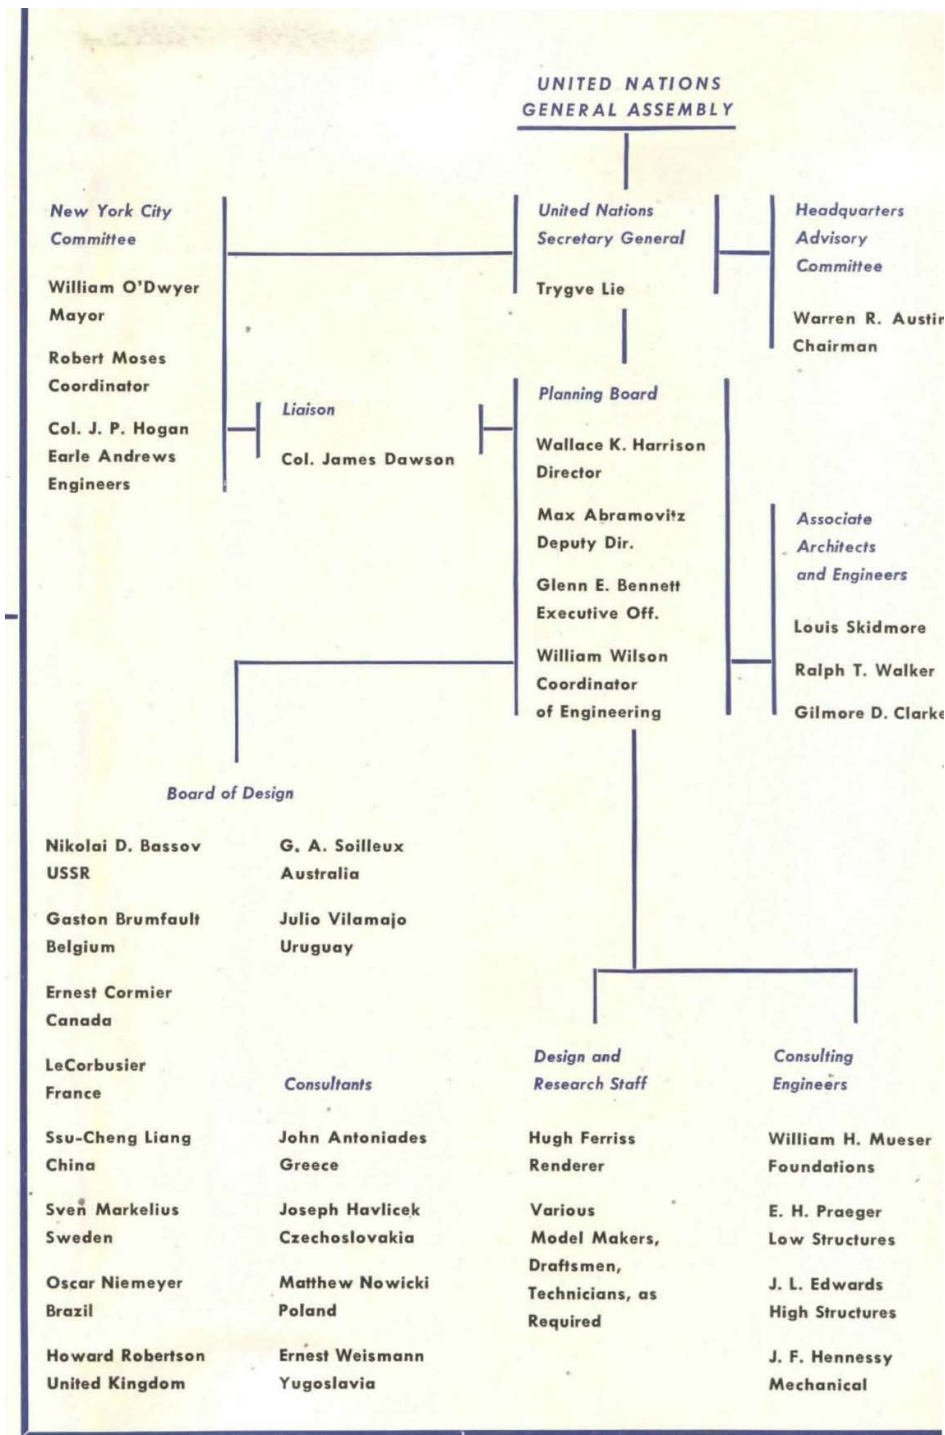 UNITED NATIONS
GENERAL ASSEMBLY
New York City
Committee
William O'Dwyer
Mayor
Robert Moses
Coordinator
Col. J. P. Hogan
Earle Andrews
Engineers
United Nations
Secretary General
Trygve Lie
Headquarters
Advisory
Committee
Warren R. Austin
Chairman
Liaison
Col. James Dawson
Planning Board
Wallace K. Harrison
Director
Max Abramovitz
Deputy Dir.
Glenn E. Bennett
Executive Off.
William Wilson
Coordinator
of Engineering
Associate
Architects
and Engineers
Louis Skidmore
Ralph T. Walker
Gilmore D. Clarke
Board of Design
Nikolai D. Bassov
USSR
Gaston Brumfault
Belgium
Ernest Cormier
Canada
LeCorbusier
France
Ssu-Cheng Liang
China
Sven Markelius
Sweden
Oscar Niemeyer
Brazil
Howard Robertson
United Kingdom
G. A. Soilleux
Australia
Julio Vilamajo
Uruguay
Consultants
John Antoniades
Greece
Joseph Havlicek
Czechoslovakia
Matthew Nowicki
Poland
Ernest Weismann
Yugoslavia
Design and
Research Staff
Hugh Ferriss
Renderer
Various
Model Makers,
Draftsmen,
Technicians, as
Required
Consulting
Engineers
William H. Mueser
Foundations
E. H. Praeger
Low Structures
J. L. Edwards
High Structures
J. F. Hennessy
Mechanical